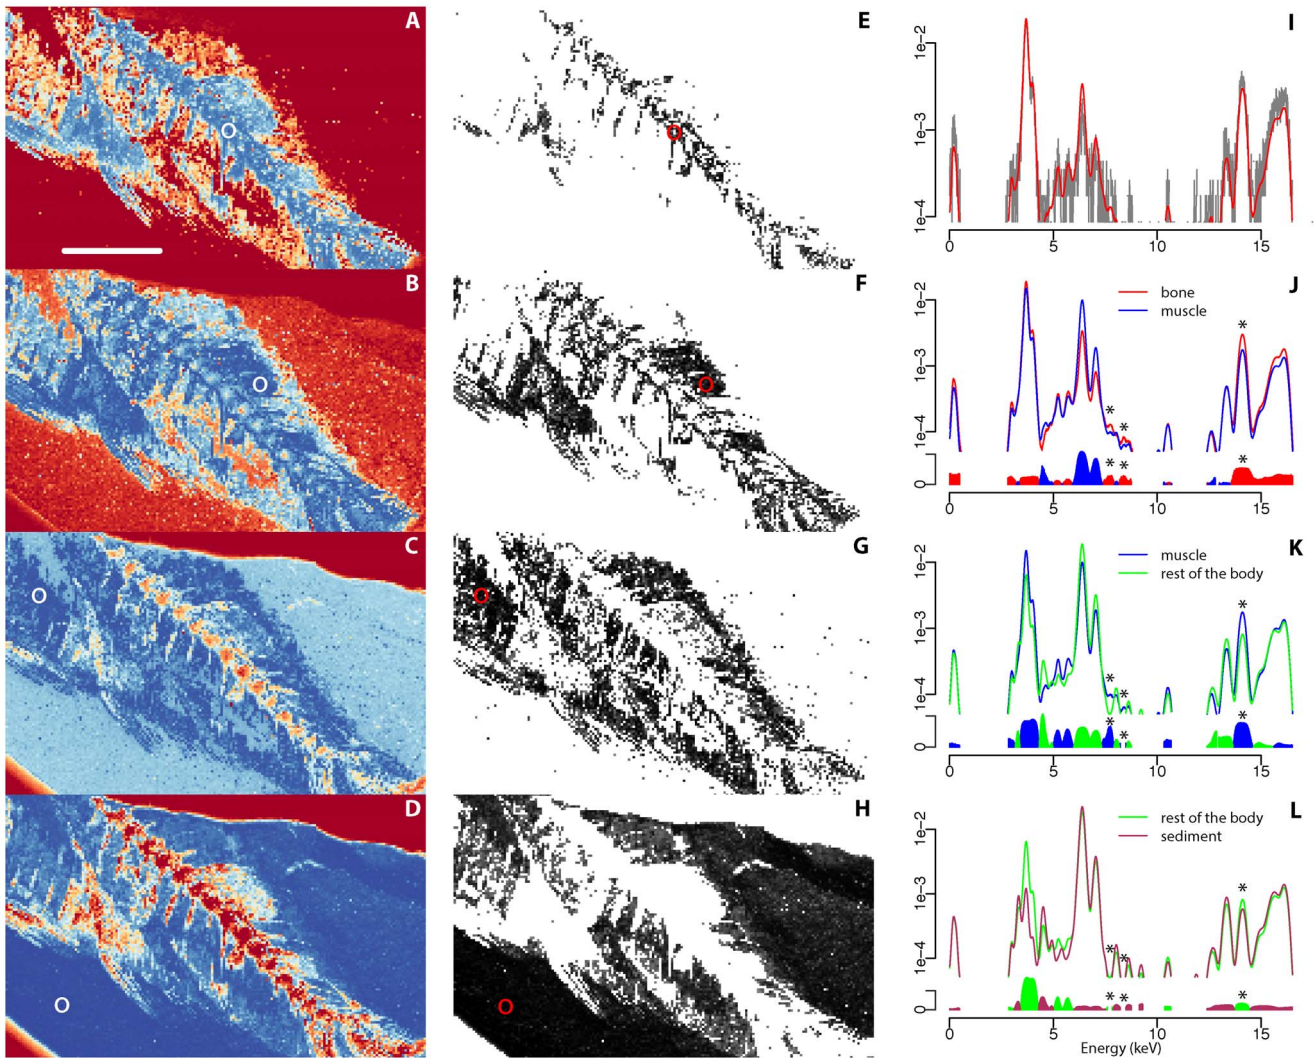 A
E
I
1e-2
1e-3
1e-4
0
5
10
15
B
F
J
bone
muscle
1e-2
1e-3
1e-4
*
*
*
0
*
*
*
0
5
10
15
C
G
K
muscle
rest of the body
1e-2
1e-3
1e-4
*
*
*
0
*
*
*
0
5
10
15
D
H
L
rest of the body
sediment
1e-2
1e-3
1e-4
*
*
*
0
*
*
*
0
5
10
15
Energy (keV)